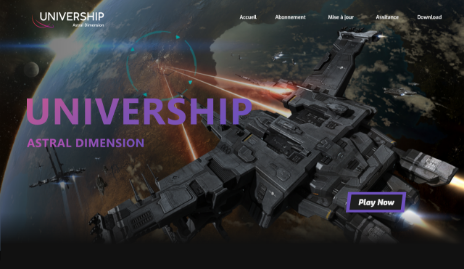 UNIVERSHIP
Astral Dimension
Accueil Abonnement Mise a jour Assistance Download
UNIVERSHIP
ASTRAL DIMENSION
Play Now